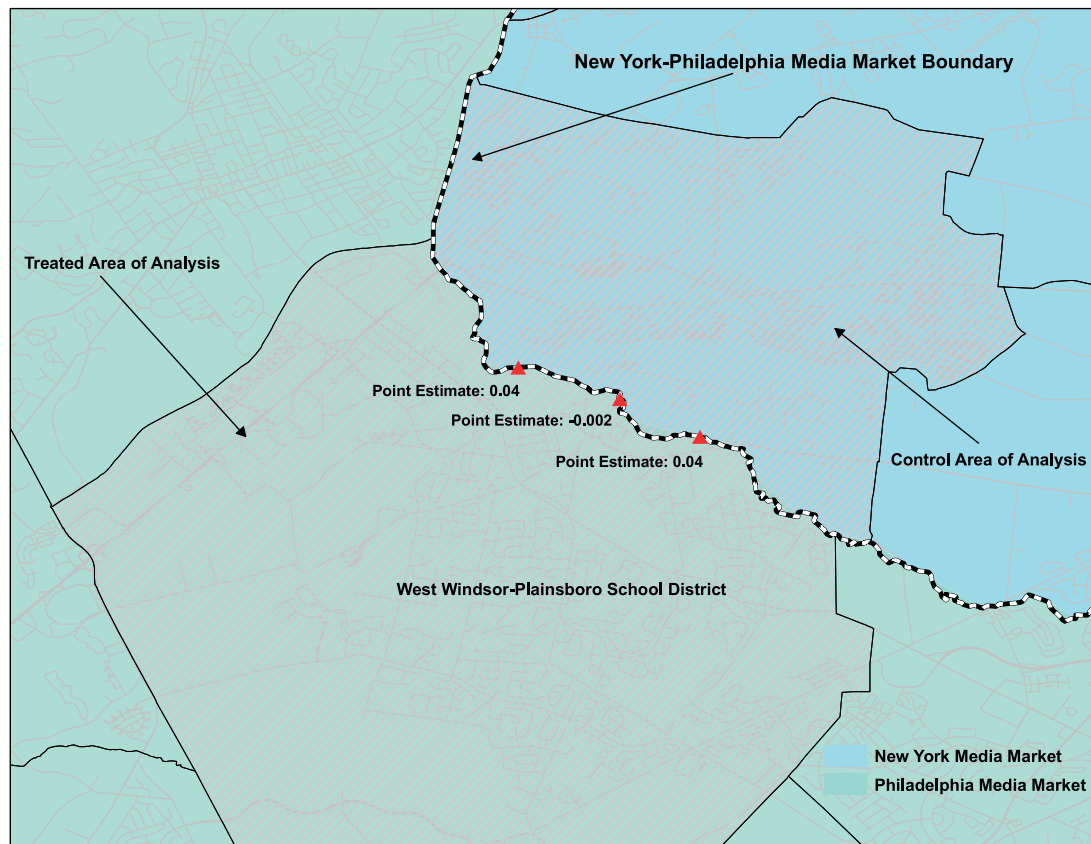 New York-Philadelphia Media Market Boundary
Treated Area of Analysis
Point Estimate: 0.04
Point Estimate: -0.002
Point Estimate: 0.04
Control Area of Analysis
West Windsor-Plainsboro School District
New York Media Market
Philadelphia Media Market